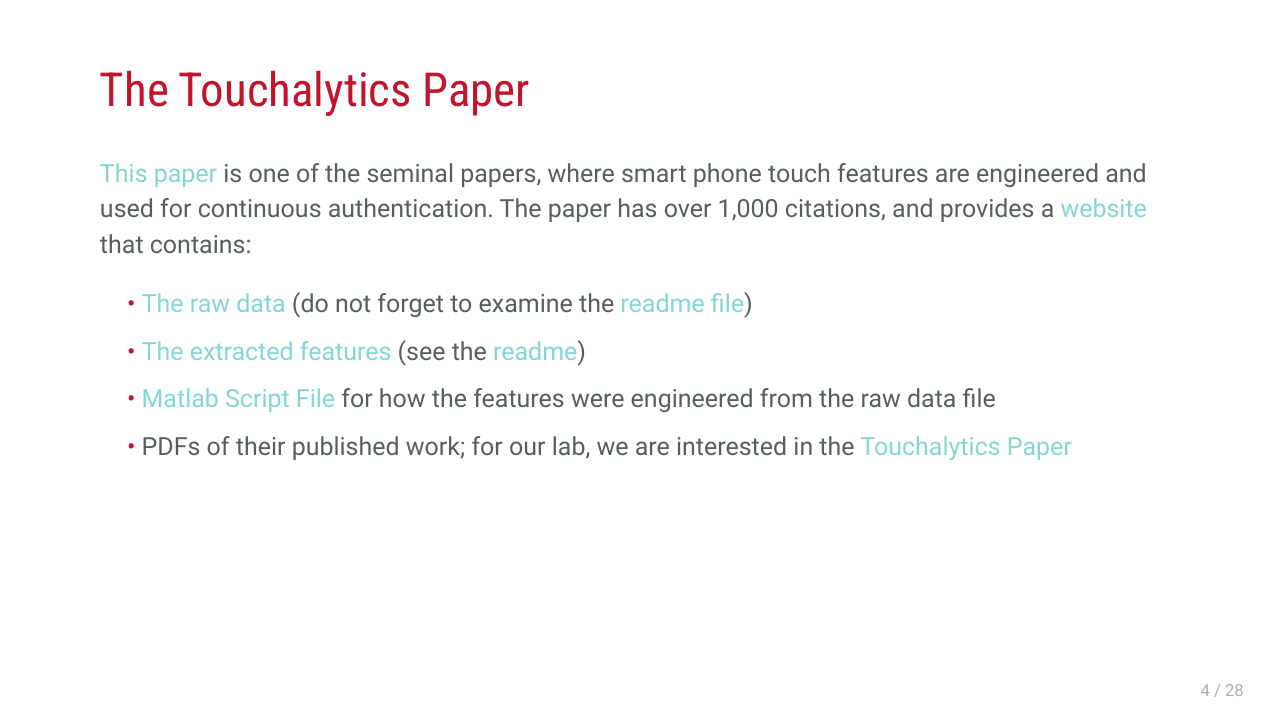 The Touchalytics Paper
This paper is one of the seminal papers, where smart phone touch features are engineered and
used for continuous authentication. The paper has over 1,000 citations, and provides a website
that contains:
• The raw data (do not forget to examine the readme file)
• The extracted features (see the readme)
• Matlab Script File for how the features were engineered from the raw data file
• PDFs of their published work; for our lab, we are interested in the Touchalytics Paper
4 / 28